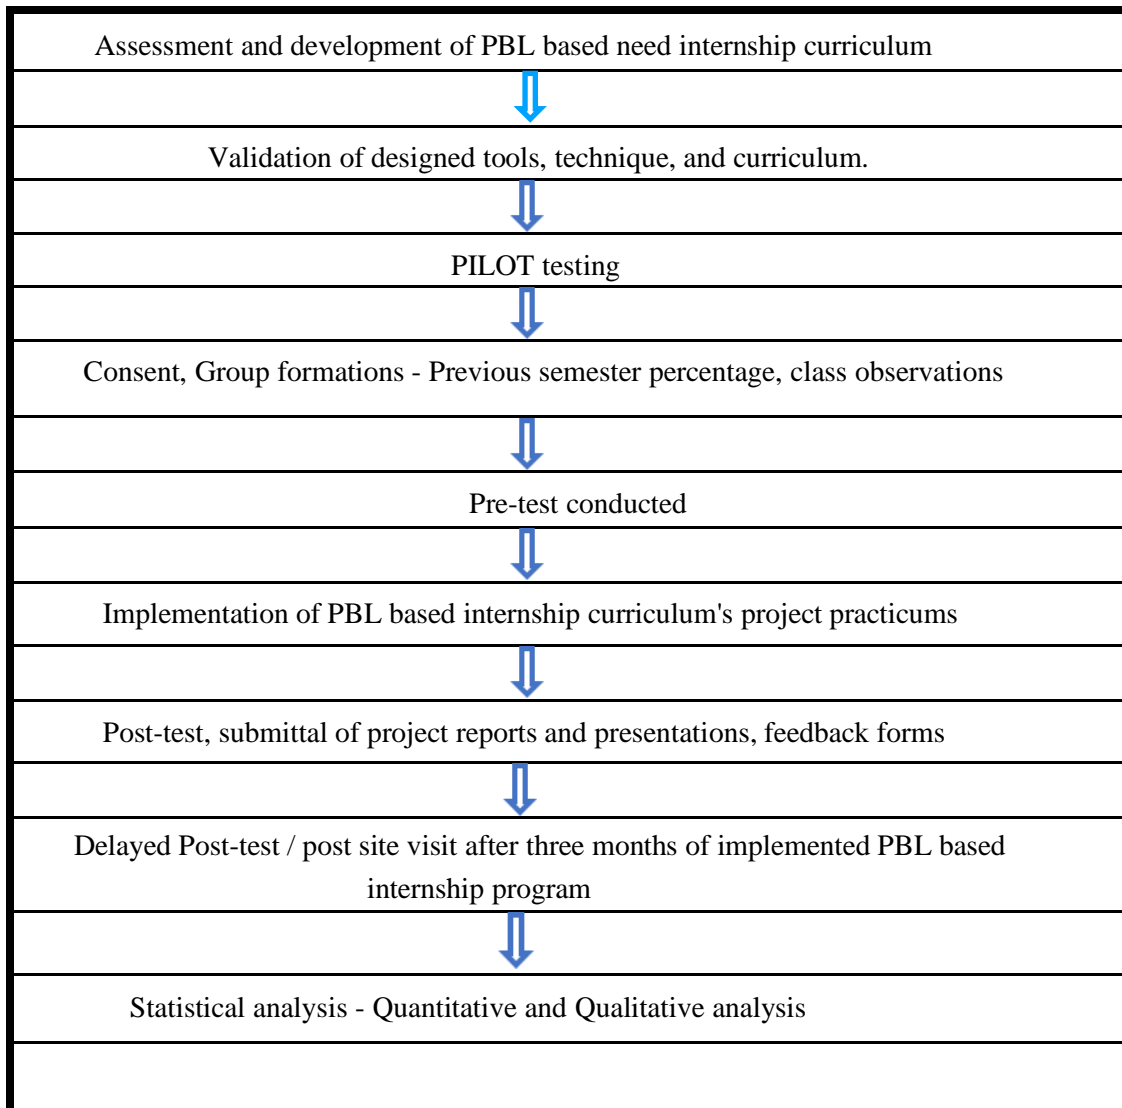 Assessment and development of PBL based need internship curriculum
Validation of designed tools, technique, and curriculum.
PILOT testing
Consent, Group formations - Previous semester percentage, class observations
Pre-test conducted
Implementation of PBL based internship curriculum's project practicums
Post-test, submittal of project reports and presentations, feedback forms
Delayed Post-test / post site visit after three months of implemented PBL based
internship program
Statistical analysis - Quantitative and Qualitative analysis